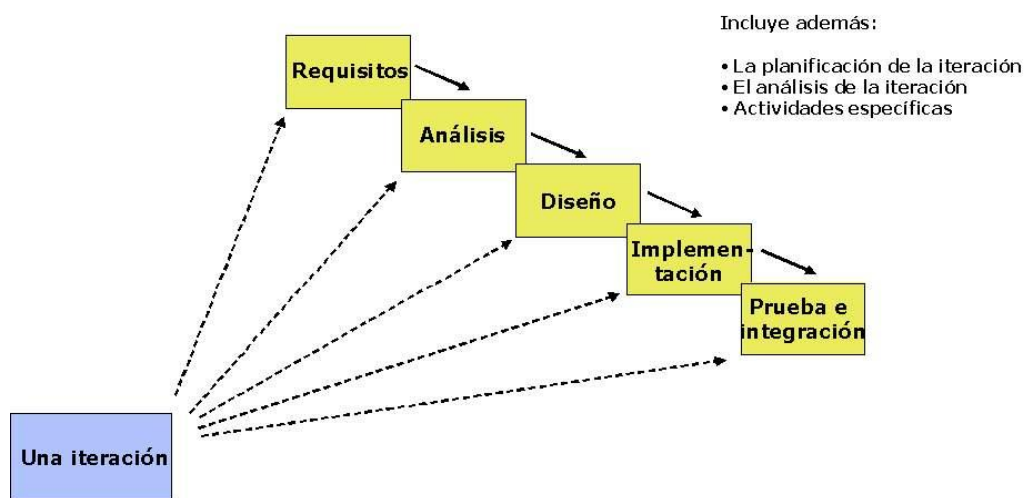 Incluye además:
• La planificación de la iteración
• El análisis de la iteración
• Actividades específicas
Requisitos
Análisis
Diseño
Implemen-
tación
Prueba e
integración
Una iteración